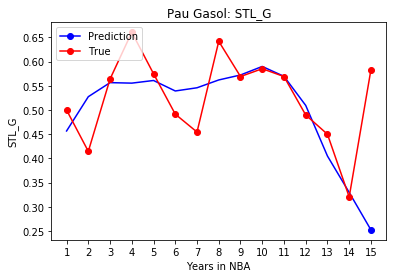 Pau Gasol: STL_G
Prediction
True
STL_G
0.65
0.60
0.55
0.50
0.45
0.40
0.35
0.30
0.25
1 2 3 4 5 6 7 8 9 10 11 12 13 14 15
Years in NBA